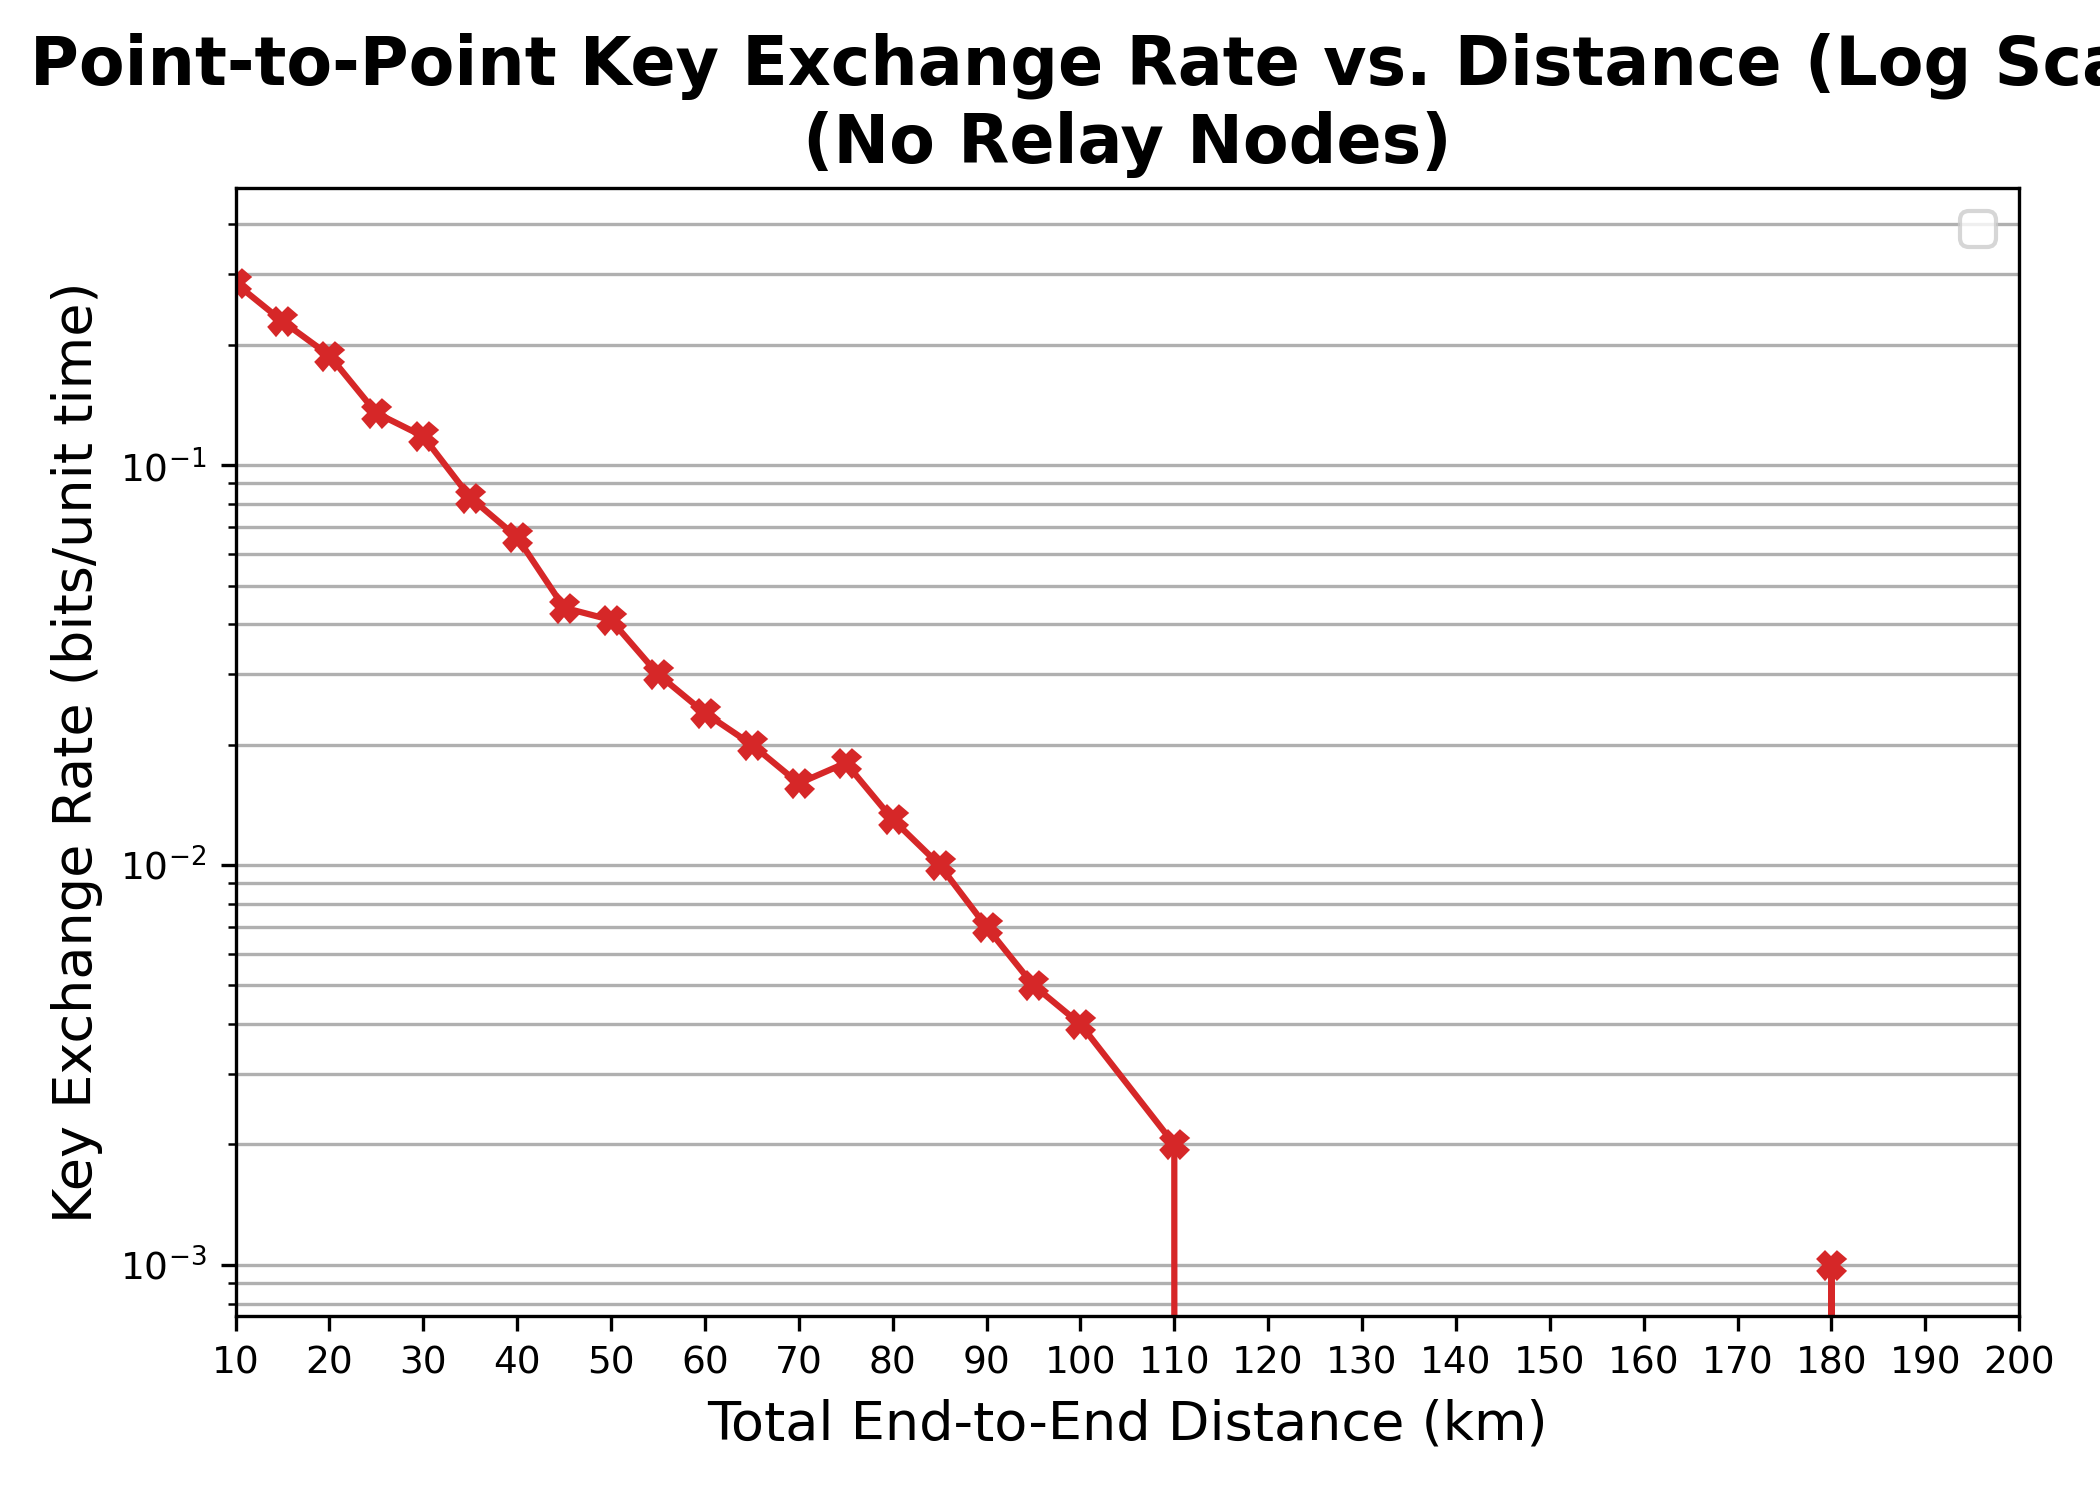 Point-to-Point Key Exchange Rate vs. Distance (Log Sca
(No Relay Nodes)
Key Exchange Rate (bits/unit time)
10⁻¹
10⁻²
10⁻³
10 20 30 40 50 60 70 80 90 100 110 120 130 140 150 160 170 180 190 200
Total End-to-End Distance (km)